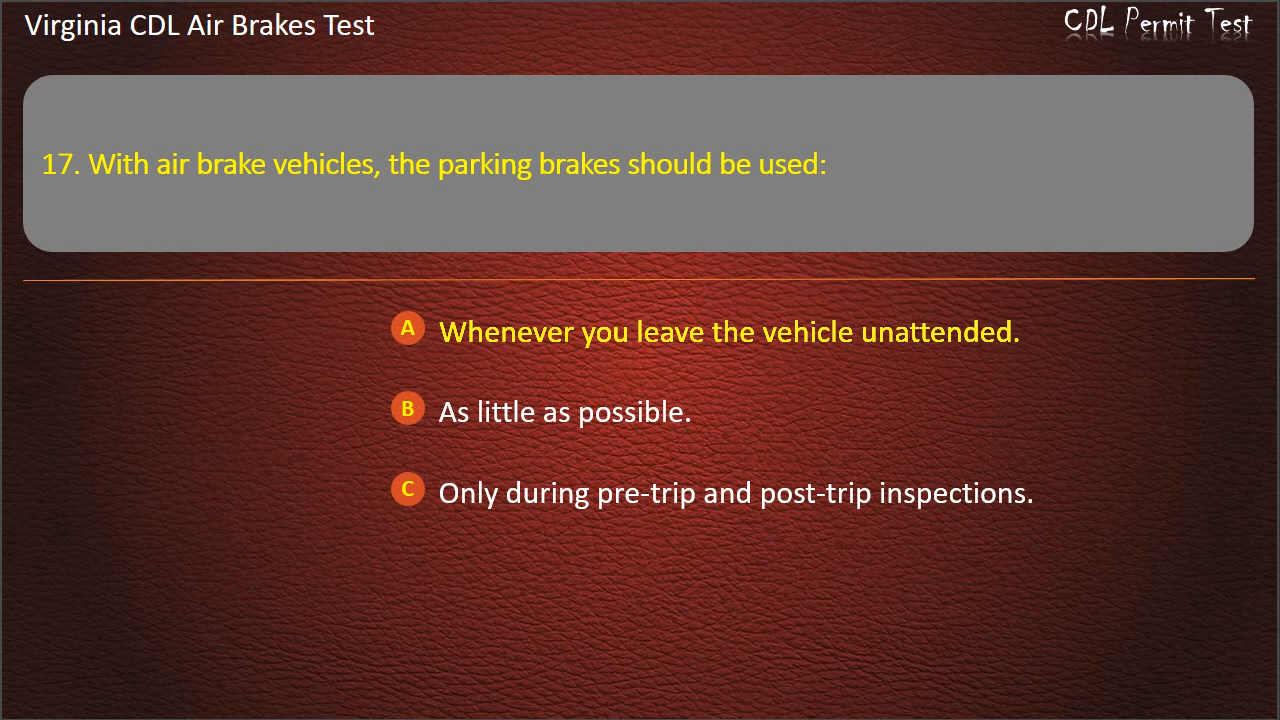 Virginia CDL Air Brakes Test
CDL Permit Test
17. With air brake vehicles, the parking brakes should be used:
A Whenever you leave the vehicle unattended.
B As little as possible.
C Only during pre-trip and post-trip inspections.